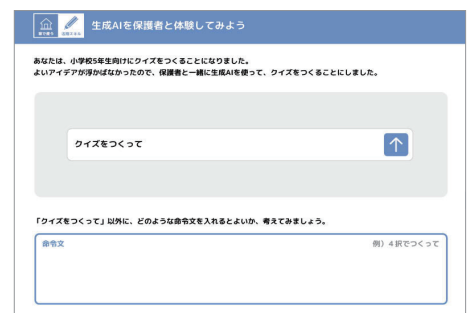 生成AIを保護者と体験してみよう
あなたは、小学校5年生向けにクイズをつくることになりました。
よいアイデアが浮かばなかったので、保護者と一緒に生成AIを使って、クイズをつくることにしました。
クイズをつくって
「クイズをつくって」以外に、どのような命令文を入れるとよいか、考えてみましょう。
命令文
例）4択でつくって